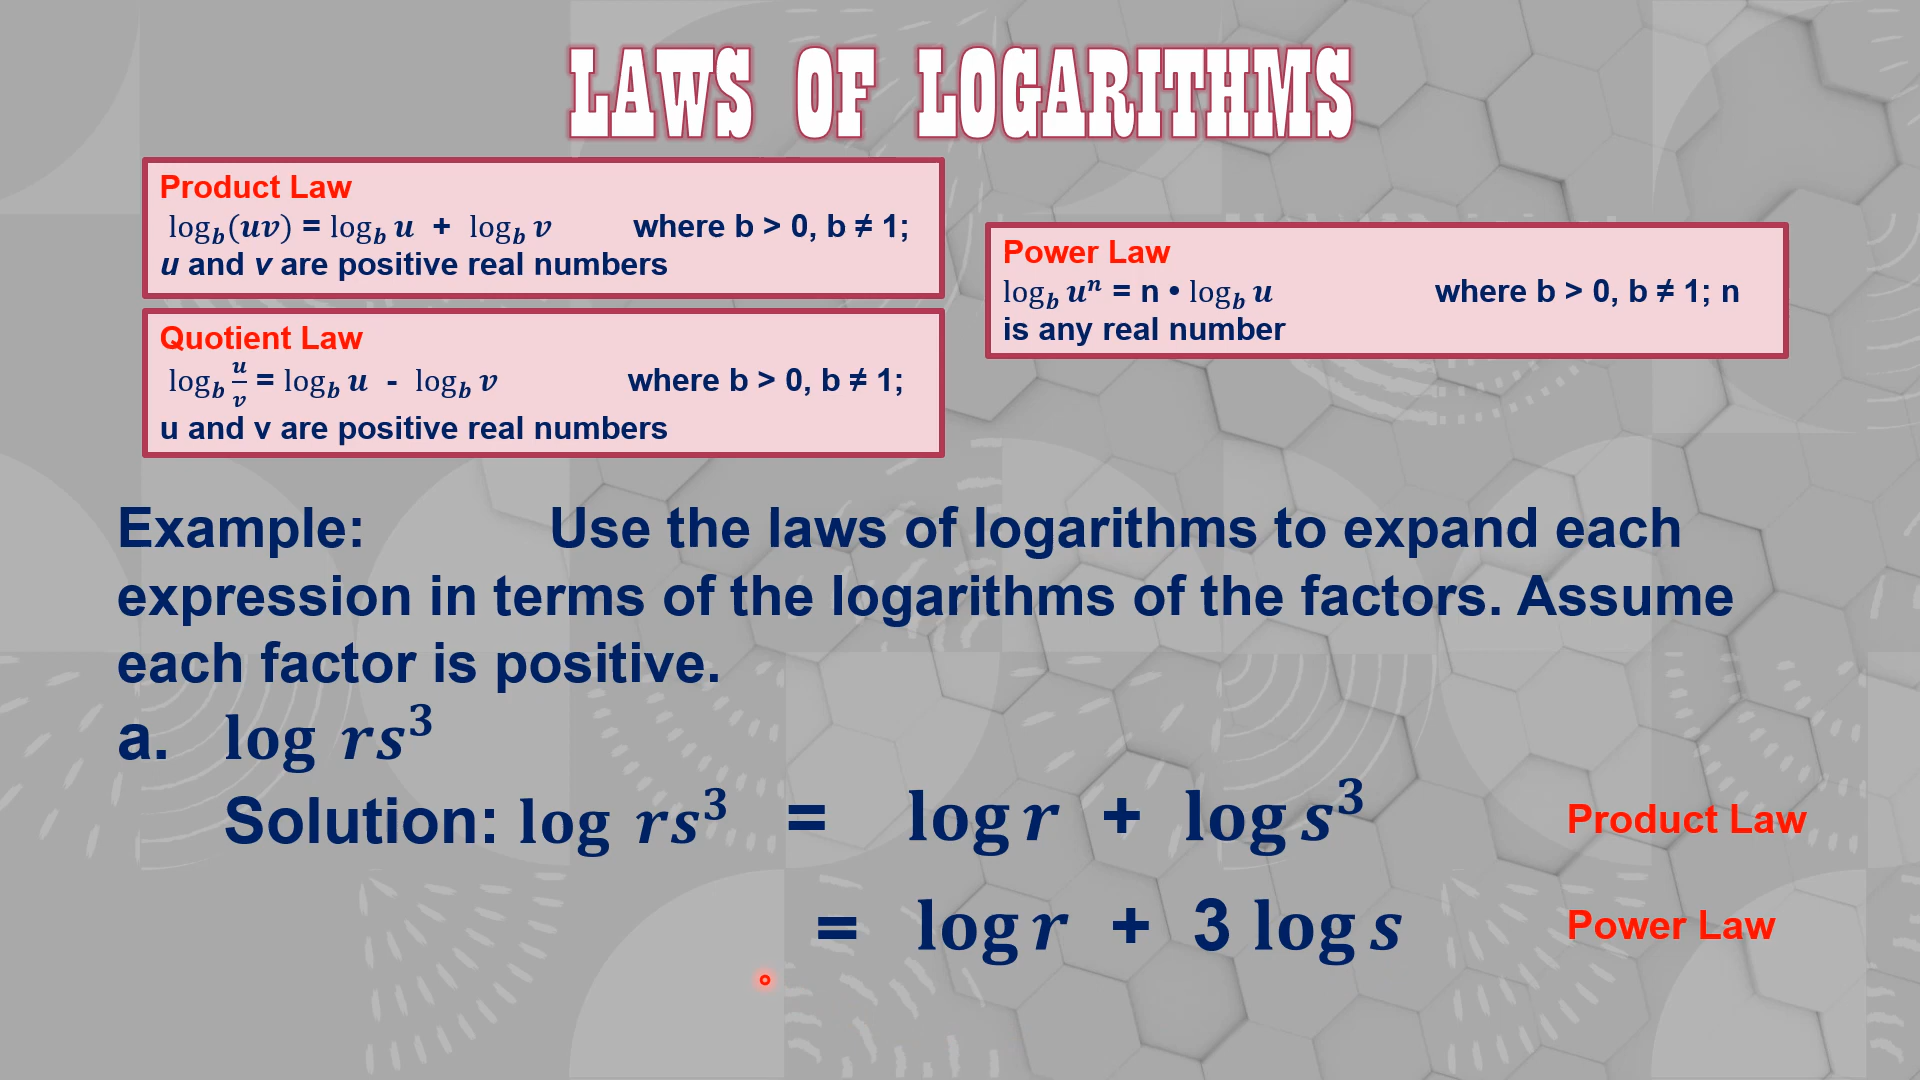 LAWS OF LOGARITHMS
Product Law
log_b(uv) = log_b u + log_b v where b > 0, b ≠ 1;
u and v are positive real numbers
Power Law
log_b uⁿ = n • log_b u where b > 0, b ≠ 1; n
is any real number
Quotient Law
log_b u/v = log_b u - log_b v where b > 0, b ≠ 1;
u and v are positive real numbers
Example: Use the laws of logarithms to expand each
expression in terms of the logarithms of the factors. Assume
each factor is positive.
a. log rs³
Solution: log rs³ = log r + log s³ Product Law
= log r + 3 log s Power Law